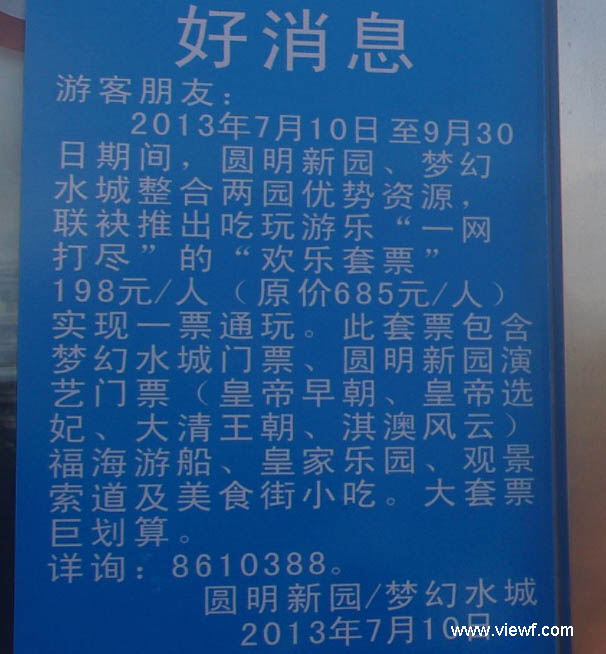 好消息
游客朋友：
2013年7月10日至9月30
日期间，圆明新园、梦幻
水城整合两园优势资源，
联袂推出吃玩游乐“一网
打尽”的“欢乐套票”
198元/人（原价685元/人）
实现一票通玩。此套票包含
梦幻水城门票、圆明新园演
艺门票（皇帝早朝、皇帝选
妃、大清王朝、淇澳风云）
福海游船、皇家乐园、观景
索道及美食街小吃。大套票
巨划算。
详询：8610388。
圆明新园/梦幻水城
2013年7月10日
www.viewf.com